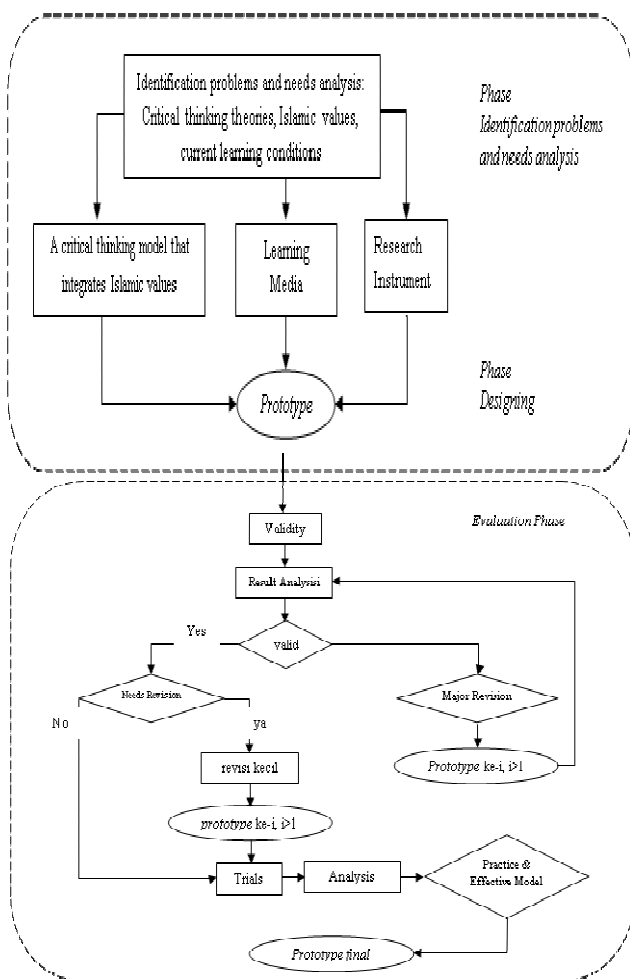 Identification problems and needs analysis:
Critical thinking theories, Islamic values,
current learning conditions
Phase
Identification problems
and needs analysis
A critical thinking model that
integrates Islamic values
Learning
Media
Research
Instrument
Phase
Designing
Prototype
Evaluation Phase
Validity
Result Analysisi
Yes
valid
Needs Revision
Major Revision
No
ya
revisi kecil
Prototype ke-i, i>1
prototype ke-i, i>1
Trials
Analysis
Practice &
Effective Model
Prototype final